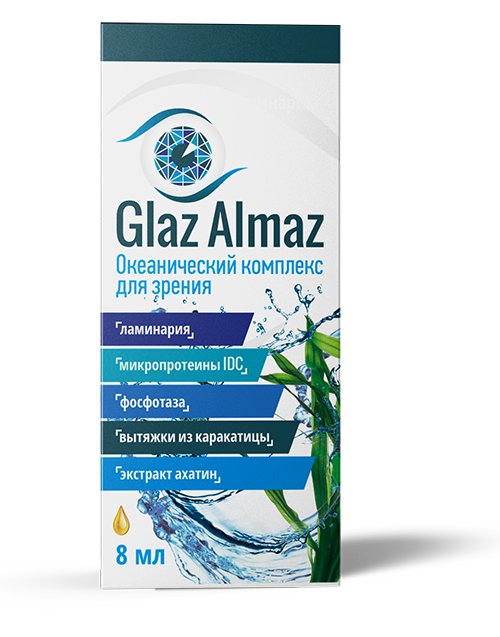 Glaz Almaz
Океанический комплекс
для зрения
ламинария
микропротеины IDC
фосфотаза
вытяжки из каракатицы
экстракт ахатин
8 мл